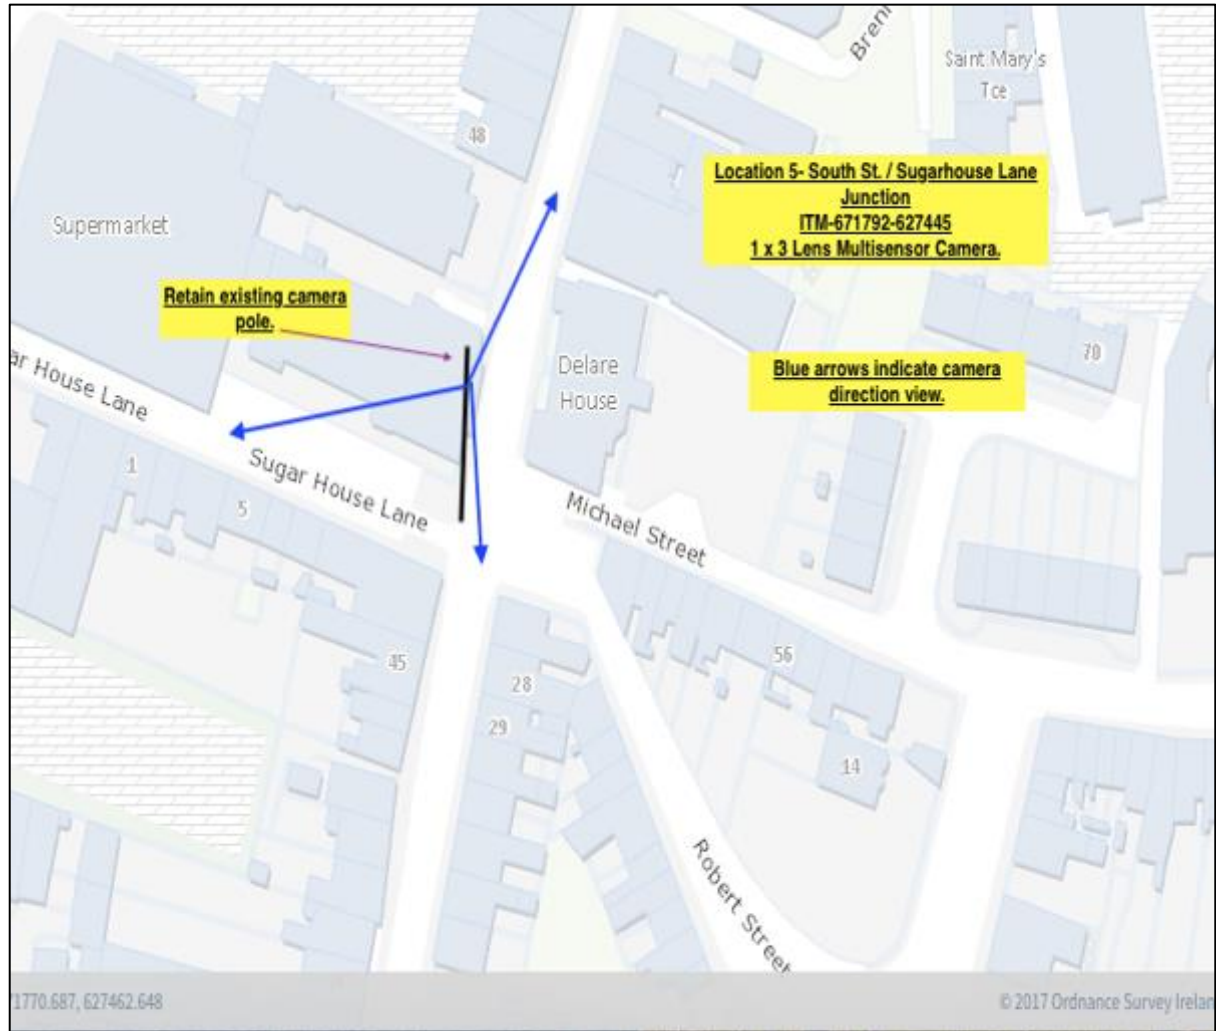 Bren
Saint Mary's
Tce
48
Location 5- South St. / Sugarhouse Lane
Junction
ITM-671792-627445
1 x 3 Lens Multisensor Camera.
Supermarket
Retain existing camera
pole.
70
Delare
House
Blue arrows indicate camera
direction view.
ar House Lane
1
5
Sugar House Lane
Michael Street
45
28
29
56
14
Robert Street
71770.687, 627462.648
© 2017 Ordnance Survey Irelan